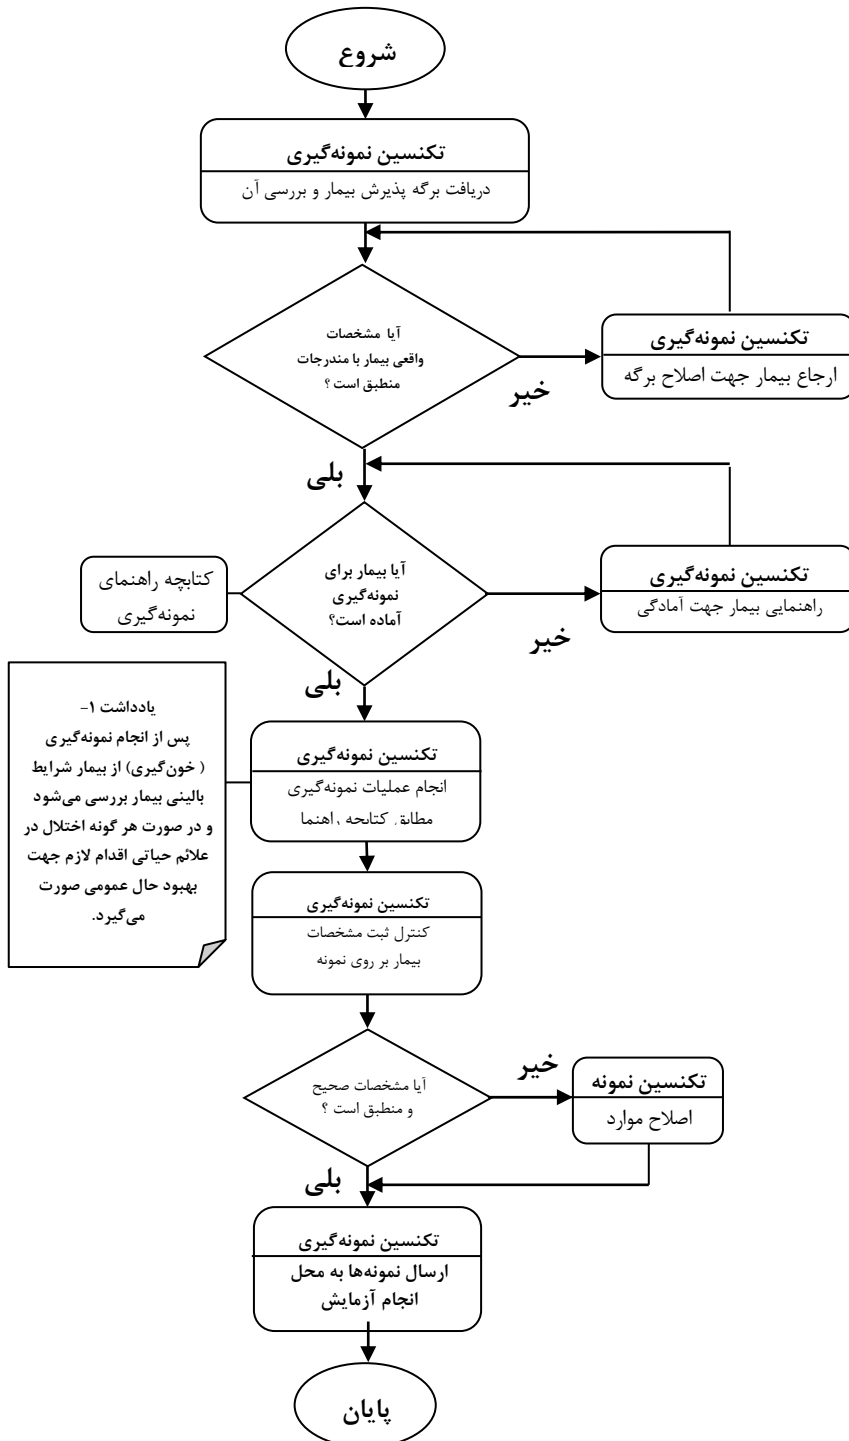 شروع
تکنسین نمونه‌گیری
دریافت برگه پذیرش بیمار و بررسی آن
آیا مشخصات
واقعی بیمار با مندرجات
منطبق است ؟
خیر
تکنسین نمونه‌گیری
ارجاع بیمار جهت اصلاح برگه
بلی
آیا بیمار برای
نمونه‌گیری
آماده است؟
کتابچه راهنمای
نمونه‌گیری
خیر
تکنسین نمونه‌گیری
راهنمایی بیمار جهت آمادگی
بلی
یادداشت ۱-
پس از انجام نمونه‌گیری
( خون‌گیری) از بیمار شرایط
بالینی بیمار بررسی می‌شود
و در صورت هر گونه اختلال در
علائم حیاتی اقدام لازم جهت
بهبود حال عمومی صورت
می‌گیرد.
تکنسین نمونه‌گیری
انجام عملیات نمونه‌گیری
مطابق کتابچه راهنما
تکنسین نمونه‌گیری
کنترل ثبت مشخصات
بیمار بر روی نمونه
آیا مشخصات صحیح
و منطبق است ؟
خیر
تکنسین نمونه
اصلاح موارد
بلی
تکنسین نمونه‌گیری
ارسال نمونه‌ها به محل
انجام آزمایش
پایان